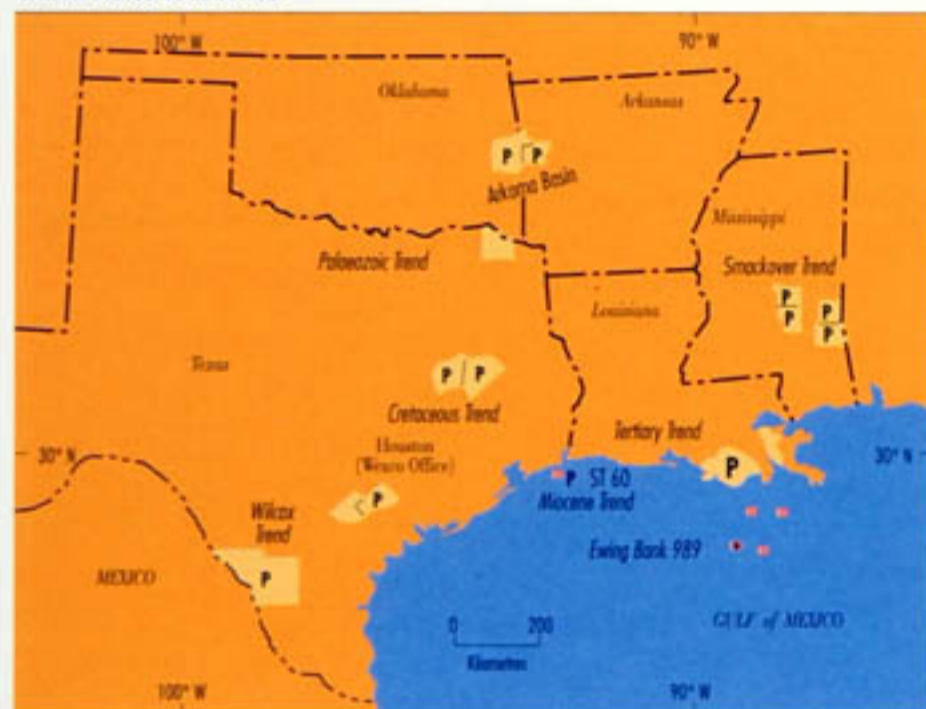 100° W
90° W
Oklahoma
Arkansas
P P
Arkoma Basin
Mississippi
Palaeozoic Trend
Smackover Trend
P
P
P
P
Louisiana
Texas
P P
Cretaceous Trend
Houston
(Wexco Office)
Tertiary Trend
30° N
P
30° N
P ST 60
Miocene Trend
P
Wilcox
Trend
Ewing Bank 989
MEXICO
P
0 200
Kilometres
GULF of MEXICO
100° W
90° W